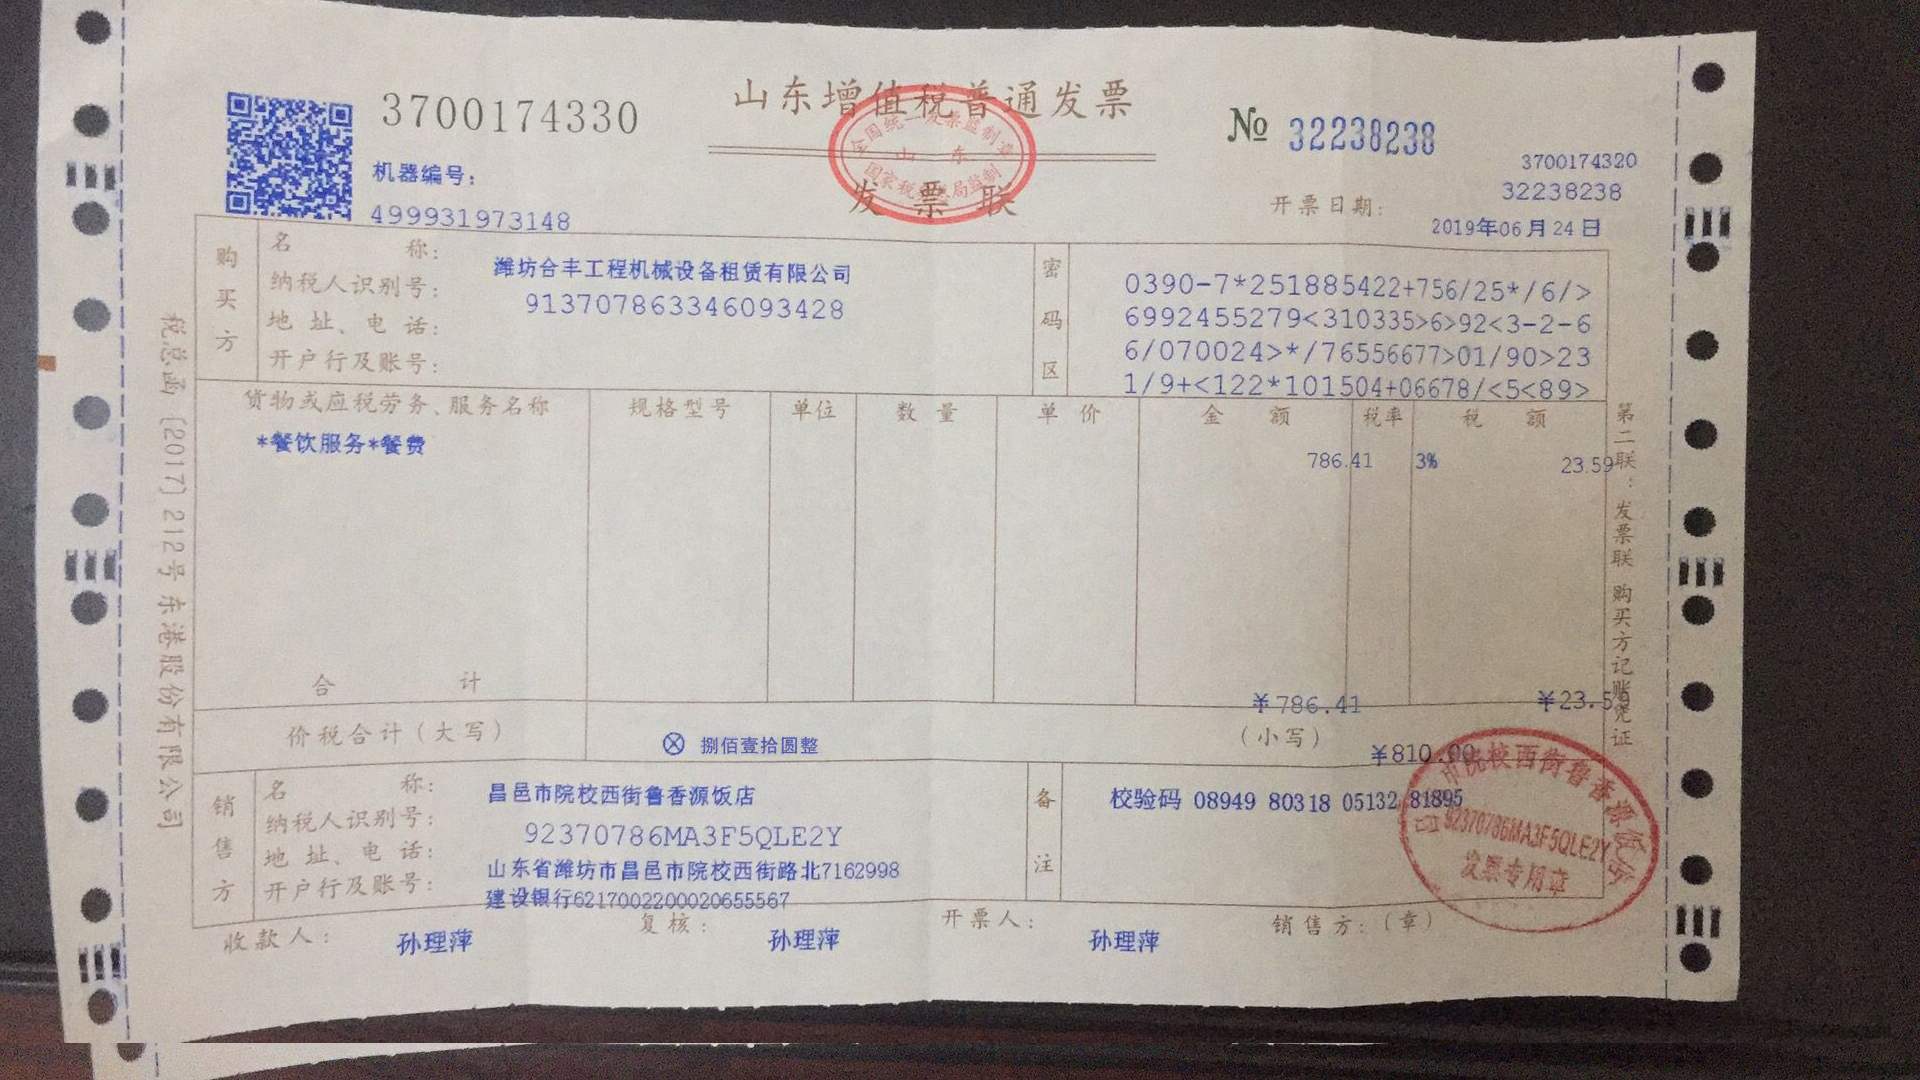 3700174330
山东增值税普通发票
全国统一发票监制章
山 东
国家税务总局监制
发票联
№ 32238238
3700174320
32238238
机器编号:
499931973148
开票日期:
2019年06月24日
购买方
名 称:
潍坊合丰工程机械设备租赁有限公司
纳税人识别号:
913707863346093428
地 址、电 话:
开户行及账号:
密码区
0390-7*251885422+756/25*/6/>
6992455279<310335>6>92<3-2-6
6/070024>*/76556677>01/90>23
1/9+<122*101504+06678/<5<89>
货物或应税劳务、服务名称 规格型号 单位 数 量 单 价 金 额 税率 税 额
*餐饮服务*餐费 786.41 3% 23.59
合 计 ¥786.41 ¥23.59
价税合计(大写) ⊗ 捌佰壹拾圆整 (小写) ¥810.00
销售方
名 称:
昌邑市院校西街鲁香源饭店
纳税人识别号:
92370786MA3F5QLE2Y
地 址、电 话:
山东省潍坊市昌邑市院校西街路北7162998
开户行及账号:
建设银行6217002200020655567
备注
校验码 08949 80318 05132 81895
收款人: 孙理萍 复核: 孙理萍 开票人: 孙理萍 销售方:(章)
市院校西街鲁香源饭店
92370786MA3F5QLE2Y
发票专用章
税总函〔2017〕212号 东港股份有限公司
第二联:发票联 购买方记账凭证